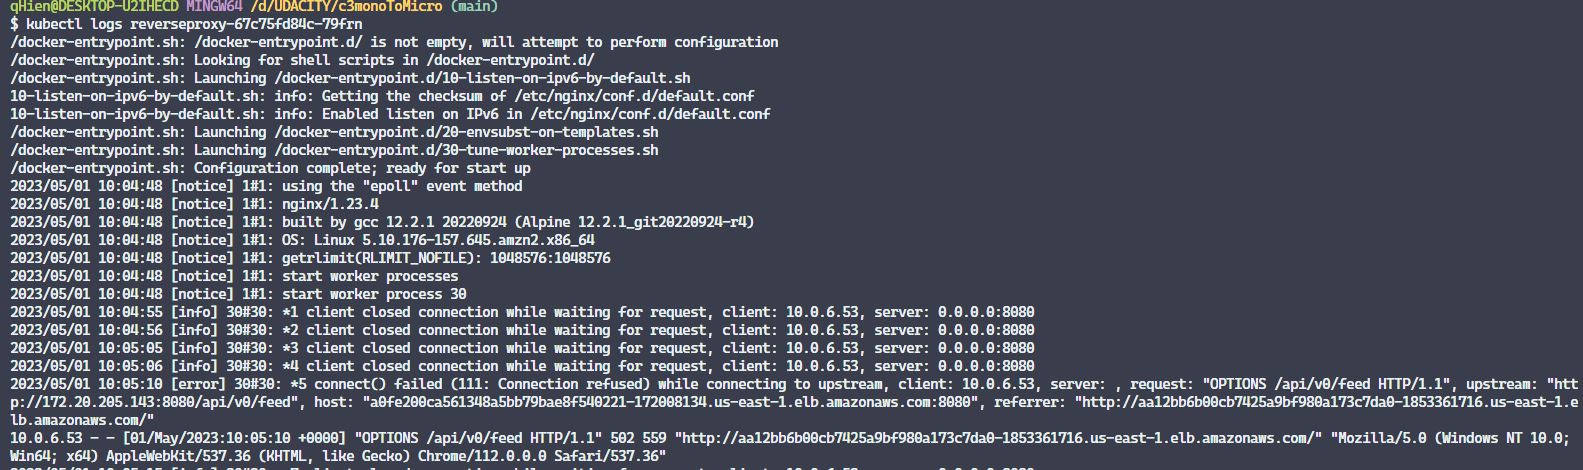 qHien@DESKTOP-U2IHECD MINGW64 /d/UDACITY/c3monoToMicro (main)
$ kubectl logs reverseproxy-67c75fd84c-79frn
/docker-entrypoint.sh: /docker-entrypoint.d/ is not empty, will attempt to perform configuration
/docker-entrypoint.sh: Looking for shell scripts in /docker-entrypoint.d/
/docker-entrypoint.sh: Launching /docker-entrypoint.d/10-listen-on-ipv6-by-default.sh
10-listen-on-ipv6-by-default.sh: info: Getting the checksum of /etc/nginx/conf.d/default.conf
10-listen-on-ipv6-by-default.sh: info: Enabled listen on IPv6 in /etc/nginx/conf.d/default.conf
/docker-entrypoint.sh: Launching /docker-entrypoint.d/20-envsubst-on-templates.sh
/docker-entrypoint.sh: Launching /docker-entrypoint.d/30-tune-worker-processes.sh
/docker-entrypoint.sh: Configuration complete; ready for start up
2023/05/01 10:04:48 [notice] 1#1: using the "epoll" event method
2023/05/01 10:04:48 [notice] 1#1: nginx/1.23.4
2023/05/01 10:04:48 [notice] 1#1: built by gcc 12.2.1 20220924 (Alpine 12.2.1_git20220924-r4)
2023/05/01 10:04:48 [notice] 1#1: OS: Linux 5.10.176-157.645.amzn2.x86_64
2023/05/01 10:04:48 [notice] 1#1: getrlimit(RLIMIT_NOFILE): 1048576:1048576
2023/05/01 10:04:48 [notice] 1#1: start worker processes
2023/05/01 10:04:48 [notice] 1#1: start worker process 30
2023/05/01 10:04:55 [info] 30#30: *1 client closed connection while waiting for request, client: 10.0.6.53, server: 0.0.0.0:8080
2023/05/01 10:04:56 [info] 30#30: *2 client closed connection while waiting for request, client: 10.0.6.53, server: 0.0.0.0:8080
2023/05/01 10:05:05 [info] 30#30: *3 client closed connection while waiting for request, client: 10.0.6.53, server: 0.0.0.0:8080
2023/05/01 10:05:06 [info] 30#30: *4 client closed connection while waiting for request, client: 10.0.6.53, server: 0.0.0.0:8080
2023/05/01 10:05:10 [error] 30#30: *5 connect() failed (111: Connection refused) while connecting to upstream, client: 10.0.6.53, server: , request: "OPTIONS /api/v0/feed HTTP/1.1", upstream: "htt
p://172.20.205.143:8080/api/v0/feed", host: "a0fe200ca561348a5bb79bae8f540221-172008134.us-east-1.elb.amazonaws.com:8080", referrer: "http://aa12bb6b00cb7425a9bf980a173c7da0-1853361716.us-east-1.e
lb.amazonaws.com/"
10.0.6.53 - - [01/May/2023:10:05:10 +0000] "OPTIONS /api/v0/feed HTTP/1.1" 502 559 "http://aa12bb6b00cb7425a9bf980a173c7da0-1853361716.us-east-1.elb.amazonaws.com/" "Mozilla/5.0 (Windows NT 10.0;
Win64; x64) AppleWebKit/537.36 (KHTML, like Gecko) Chrome/112.0.0.0 Safari/537.36"